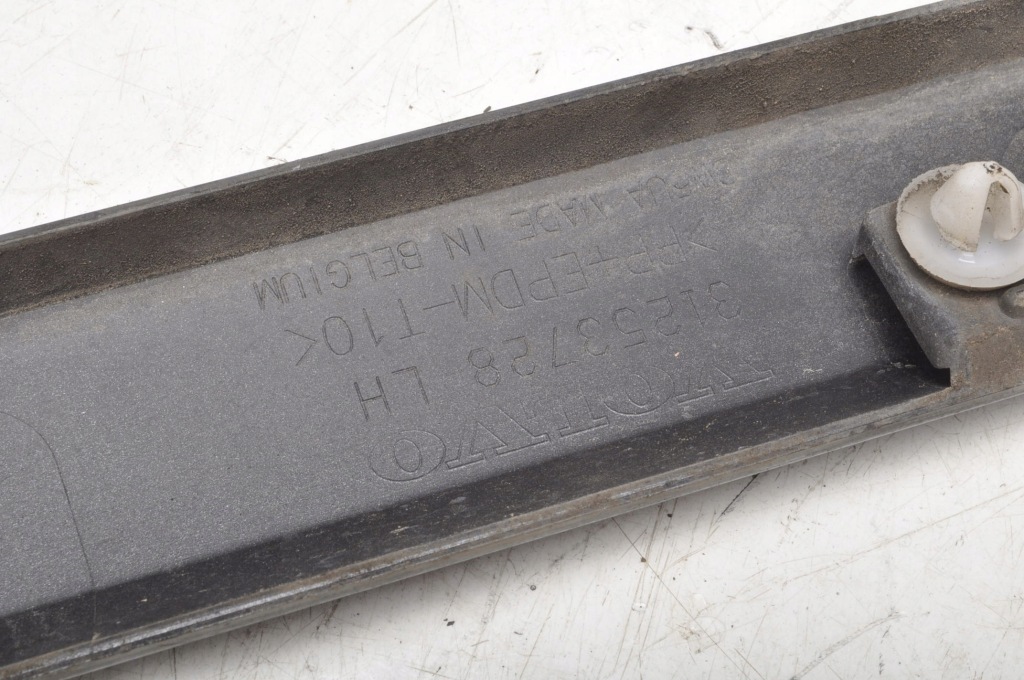 VOLVO
31253728 LH
>PP+EPDM-T10<
MADE IN BELGIUM